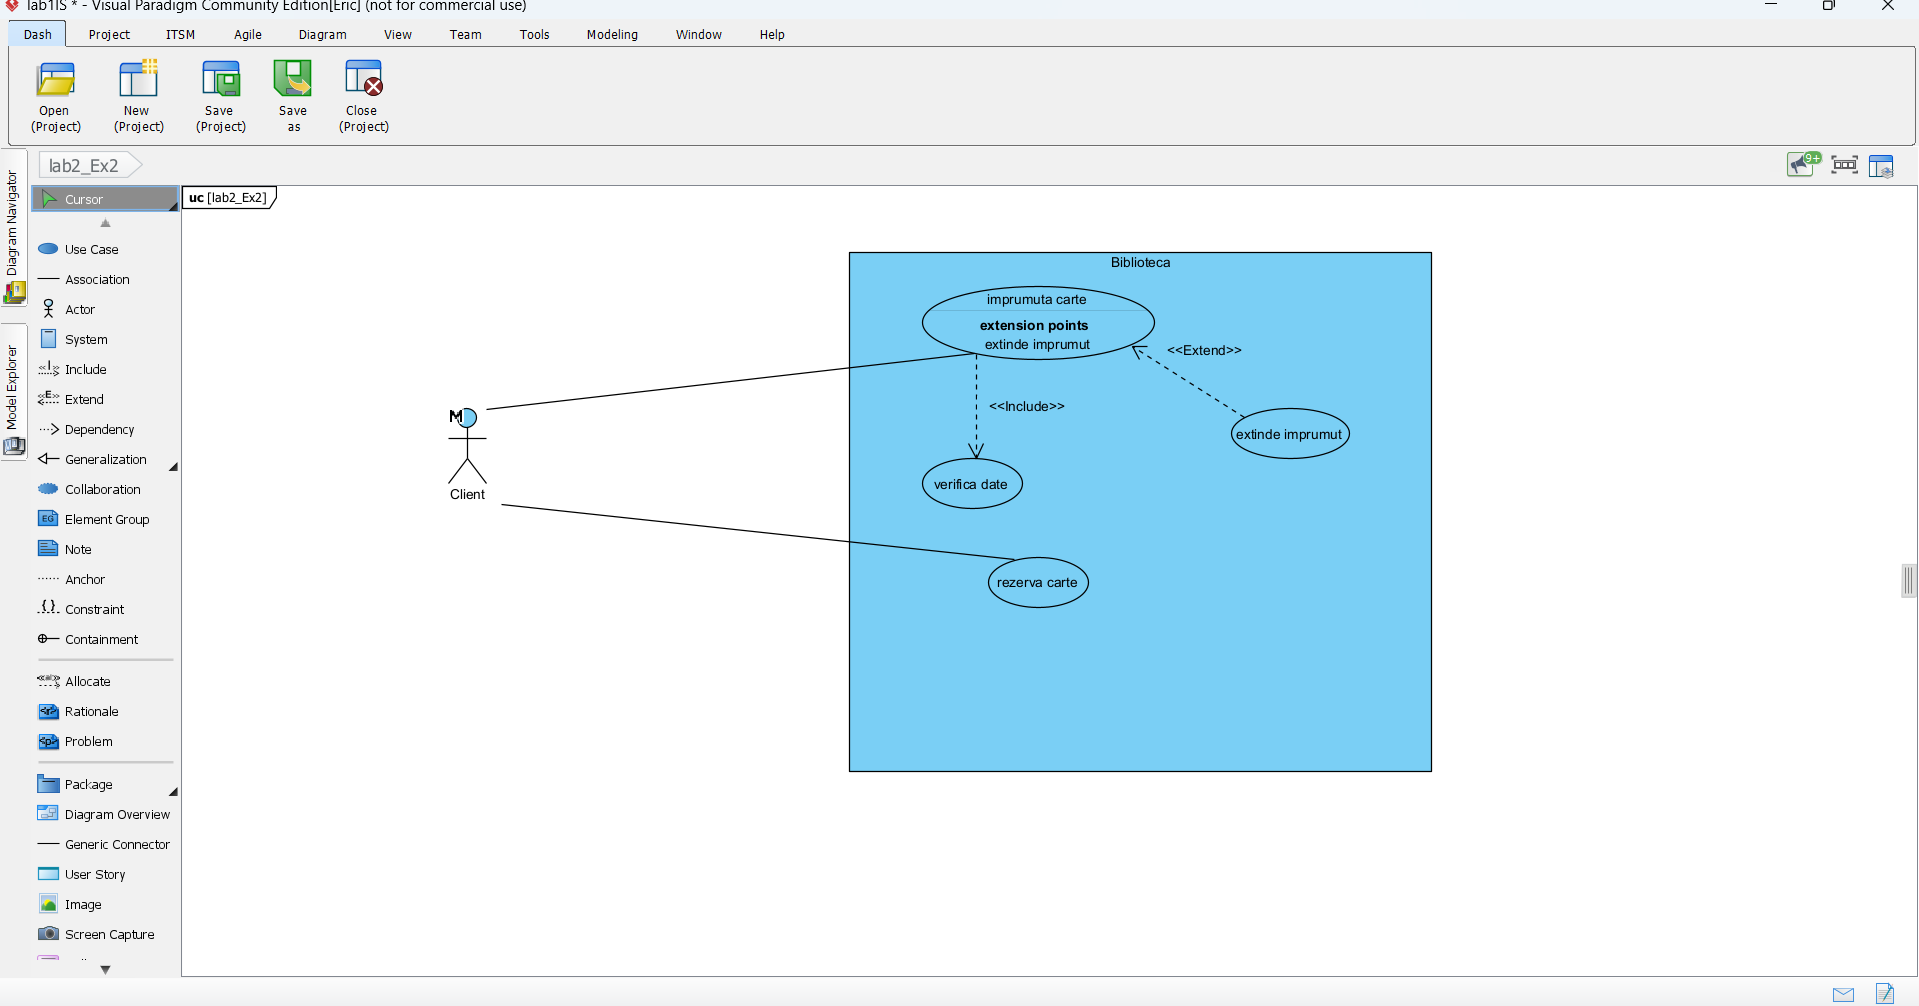 lab1IS * - Visual Paradigm Community Edition[Eric] (not for commercial use)
Dash Project ITSM Agile Diagram View Team Tools Modeling Window Help
Open (Project)
New (Project)
Save (Project)
Save as
Close (Project)
lab2_Ex2
9+
Diagram Navigator
Model Explorer
Cursor
Use Case
Association
Actor
System
Include
Extend
Dependency
Generalization
Collaboration
EG
Element Group
Note
Anchor
Constraint
Containment
Allocate
Rationale
Problem
Package
Diagram Overview
Generic Connector
User Story
Image
Screen Capture
uc [lab2_Ex2]
Biblioteca
imprumuta carte
extension points
extinde imprumut
<<Extend>>
<<Include>>
M
extinde imprumut
verifica date
Client
rezerva carte